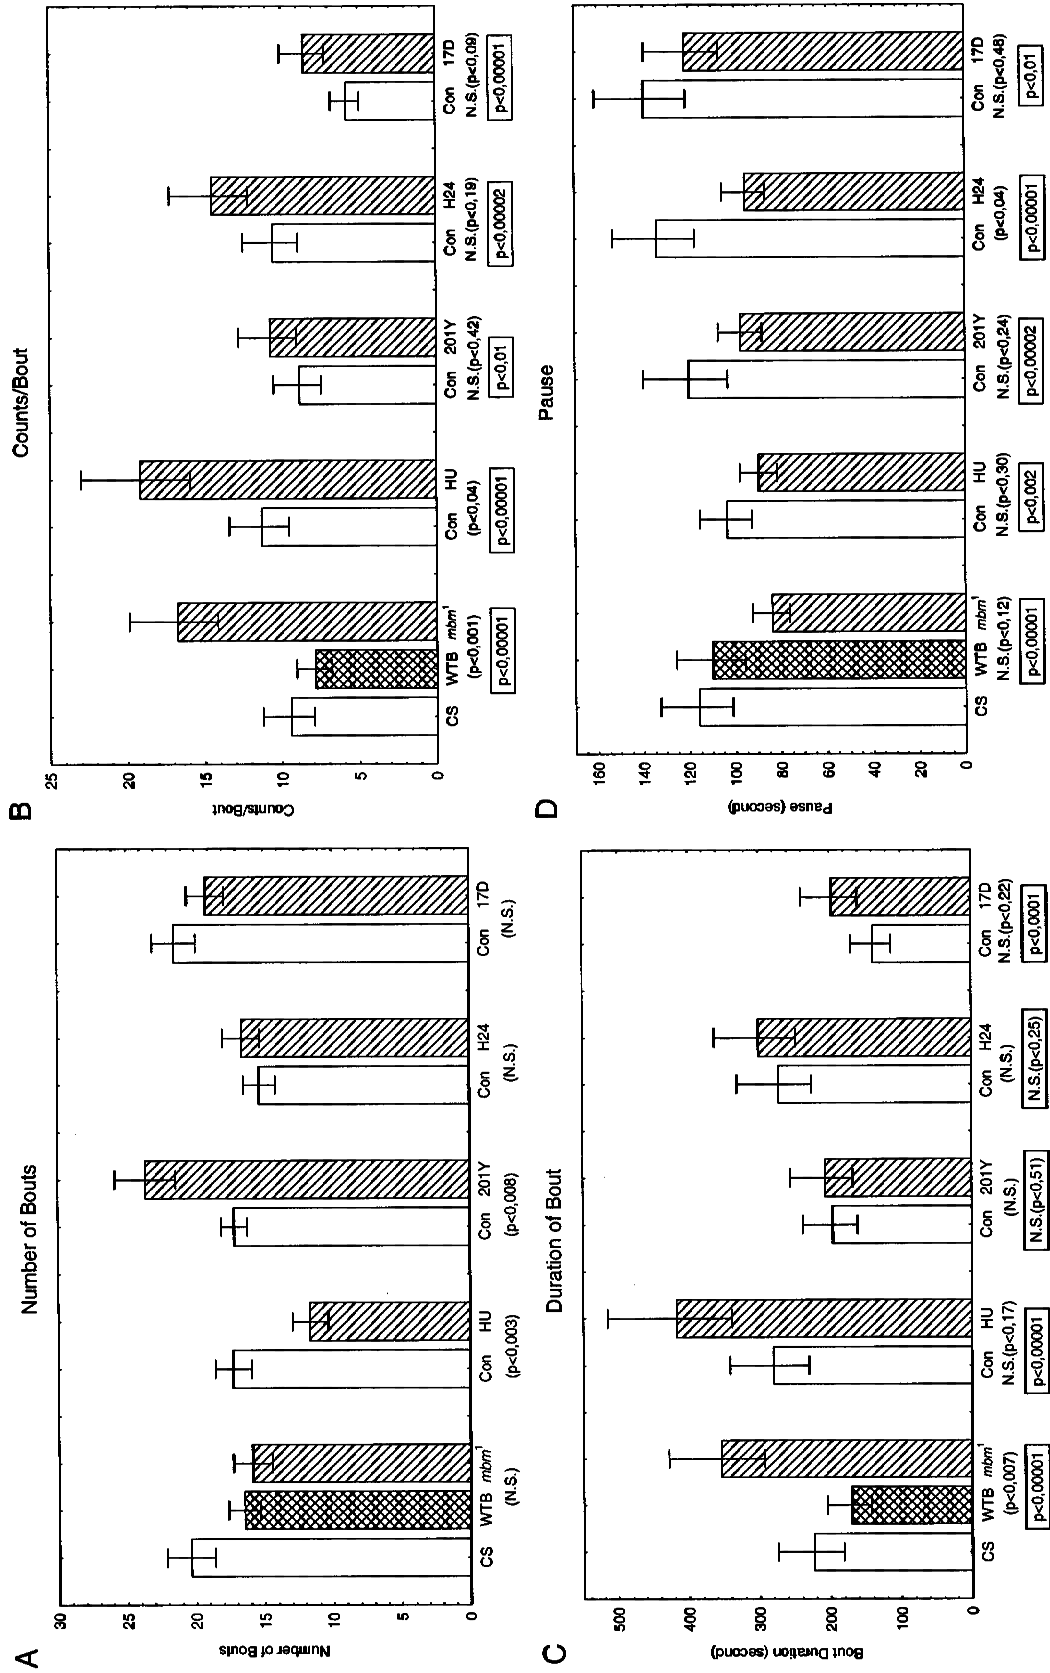 A
Number of Bouts
Number of Bouts
30
25
20
15
10
5
0
CS WTB mbm¹ Con HU Con 201Y Con H24 Con 17D
(N.S.) (p<0,003) (p<0,008) (N.S.) (N.S.)
B
Counts/Bout
Counts/Bout
25
20
15
10
5
0
CS WTB mbm¹ Con HU Con 201Y Con H24 Con 17D
(p<0,001) (p<0,04) N.S.(p<0,42) N.S.(p<0,19) N.S.(p<0,09)
p<0,00001 p<0,00001 p<0,01 p<0,00002 p<0,00001
C
Duration of Bout
Bout Duration (second)
500
400
300
200
100
0
CS WTB mbm¹ Con HU Con 201Y Con H24 Con 17D
(p<0,007) N.S.(p<0,17) (N.S.) (N.S.) N.S.(p<0,22)
p<0,00001 p<0,00001 N.S.(p<0,51) N.S.(p<0,25) p<0,0001
D
Pause
Pause (second)
160
140
120
100
80
60
40
20
0
CS WTB mbm¹ Con HU Con 201Y Con H24 Con 17D
N.S.(p<0,12) N.S.(p<0,30) N.S.(p<0,24) (p<0,04) N.S.(p<0,48)
p<0,00001 p<0,002 p<0,00002 p<0,00001 p<0,01